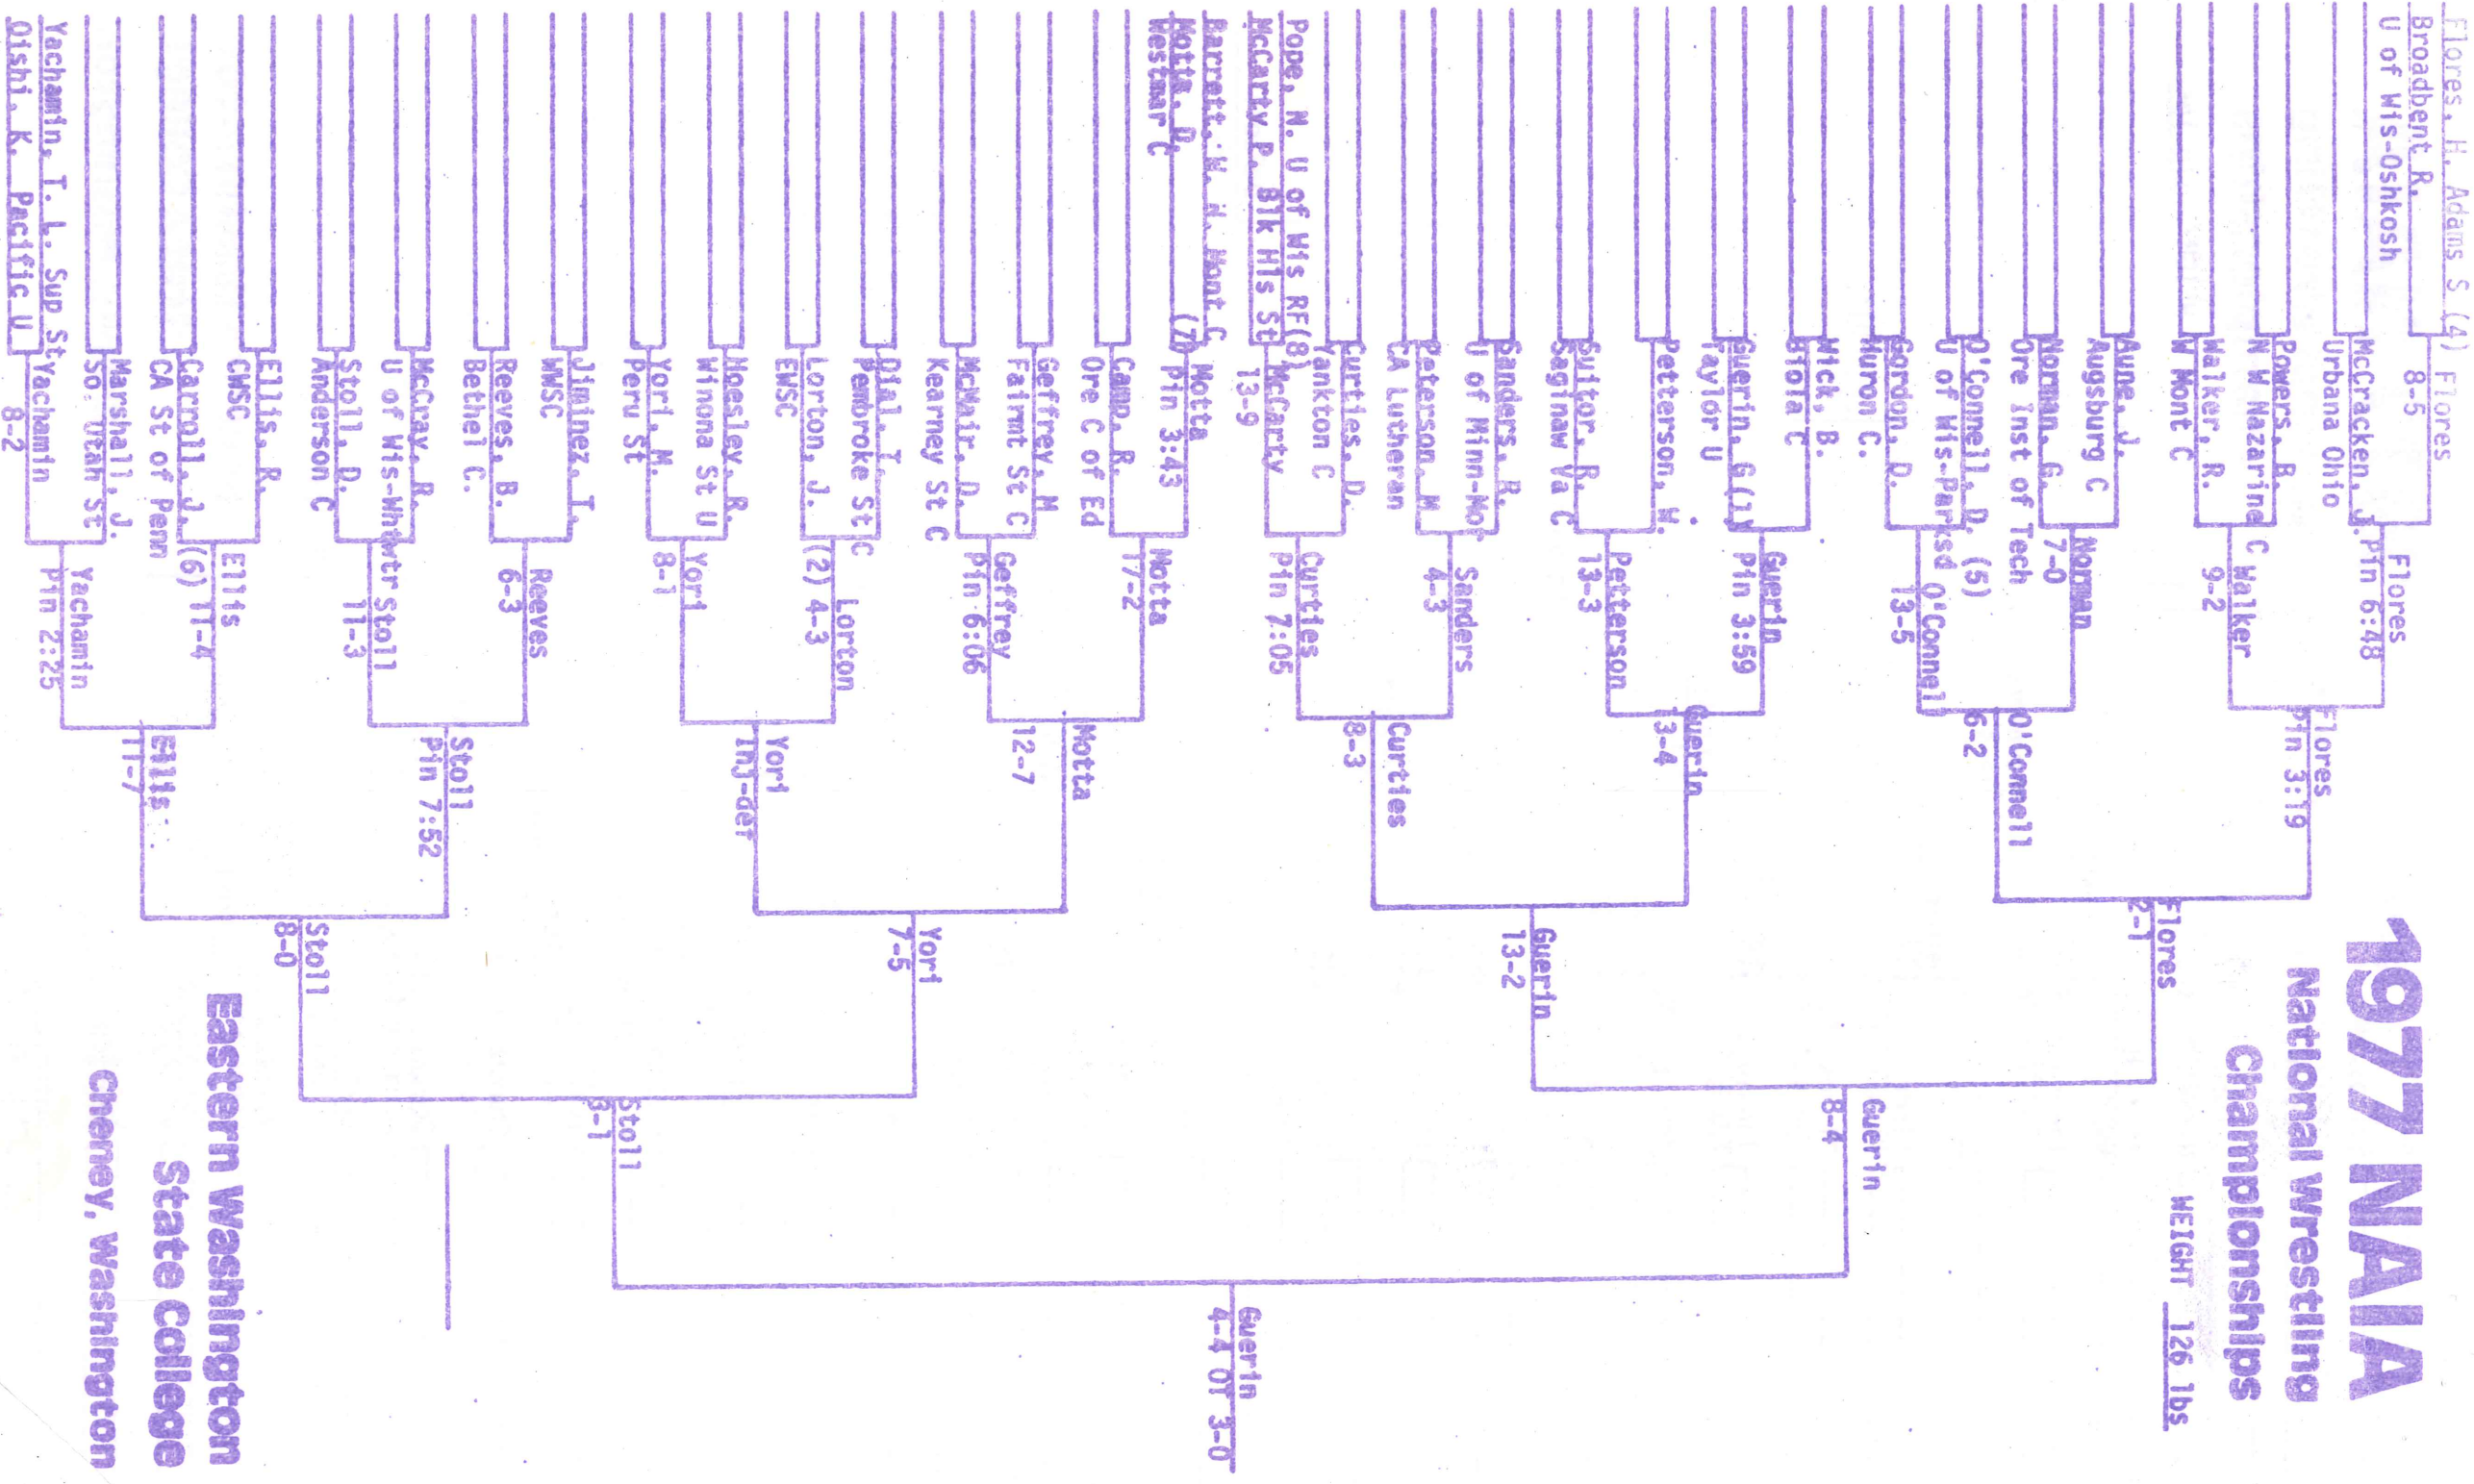 1977 NAIA
National Wrestling
Championships
WEIGHT 126 lbs
Flores, H. Adams S (4)
Broadbent R.
U of Wis-Oshkosh
Flores
8-5
McCracken, J
Urbana Ohio
Powers, B.
N W Nazarine C
Walker, R.
W Mont C
Aune, J.
Augsburg C
Norman, G.
Ore Inst of Tech
O'Connell, D. (5)
U of Wis-Parksd
Gordon, D.
Huron C.
Wick, B.
Biola C
Guerin, G(1)
Taylor U
Petterson, W.
Suitor, R.
Saginaw Va C
Sanders, R.
U of Minn-Mo
Peterson, M
CA Lutheran
Curties, D.
Yankton C
Pope, N. U of Wis RF(8)
McCarty P. Blk Hls St
McCarty
13-9
Barrett, W. N. Mont C
Motta, D. (7)
Westmar C
Motta
Pin 3:43
Camp, R.
Ore C of Ed
Geffrey, M
Fairmt St C
McNair, D.
Kearney St C
Dial, T.
Pembroke St C
Lorton, J.
EWSC
Moesley, R.
Winona St U
Yori, M.
Peru St
Jiminez, T.
WWSC
Reeves, B.
Bethel C.
McCray, R.
U of Wis-Whtwtr
Stoll, D.
Anderson C
Ellis, R.
CWSC
Carroll, J.
CA St of Penn
Marshall, J.
So. Utah St
Yachamin, T. L. Sup St
Oishi, K. Pacific U
Yachamin
8-2
Flores
Pin 6:48
Walker
9-2
Norman
7-0
O'Connel
13-5
Guerin
Pin 3:59
Petterson
13-3
Sanders
4-3
Curties
Pin 7:05
Motta
17-2
Geffrey
Pin 6:06
Lorton
(2) 4-3
Yori
8-1
Reeves
6-3
Stoll
11-3
Ellis
(6) 11-4
Yachamin
Pin 2:25
Flores
Pin 3:19
O'Connell
6-2
Guerin
13-4
Curties
8-3
Motta
12-7
Yori
Inj-def
Stoll
Pin 7:52
Ellis
11-7
Flores
2-1
Guerin
13-2
Yori
7-5
Stoll
8-0
Guerin
8-4
Stoll
3-1
Guerin
4-4 OT 3-0
Eastern Washington
State College
Cheney, Washington